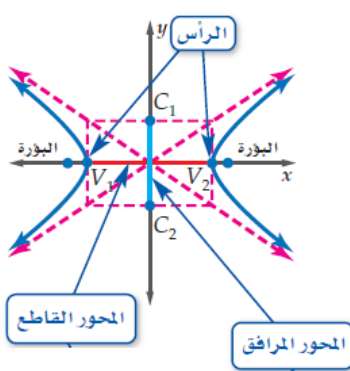 الرأس
y
C₁
البؤرة
البؤرة
V₁
V₂
x
C₂
المحور القاطع
المحور المرافق